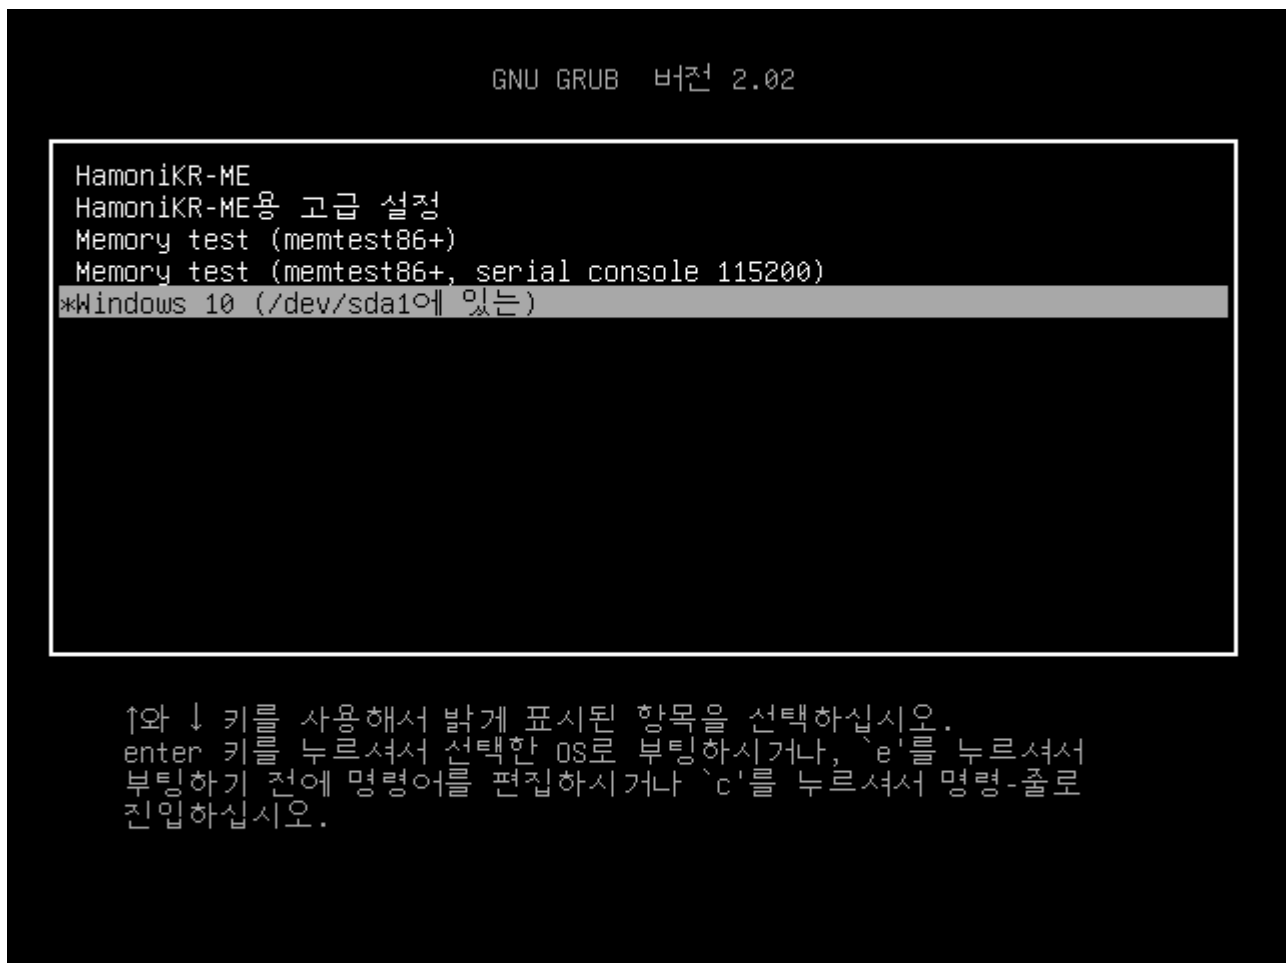 GNU GRUB 버전 2.02
HamoniKR-ME
HamoniKR-ME용 고급 설정
Memory test (memtest86+)
Memory test (memtest86+, serial console 115200)
*Windows 10 (/dev/sda1에 있는)
↑와 ↓ 키를 사용해서 밝게 표시된 항목을 선택하십시오.
enter 키를 누르셔서 선택한 OS로 부팅하시거나, `e'를 누르셔서
부팅하기 전에 명령어를 편집하시거나 `c'를 누르셔서 명령-줄로
진입하십시오.